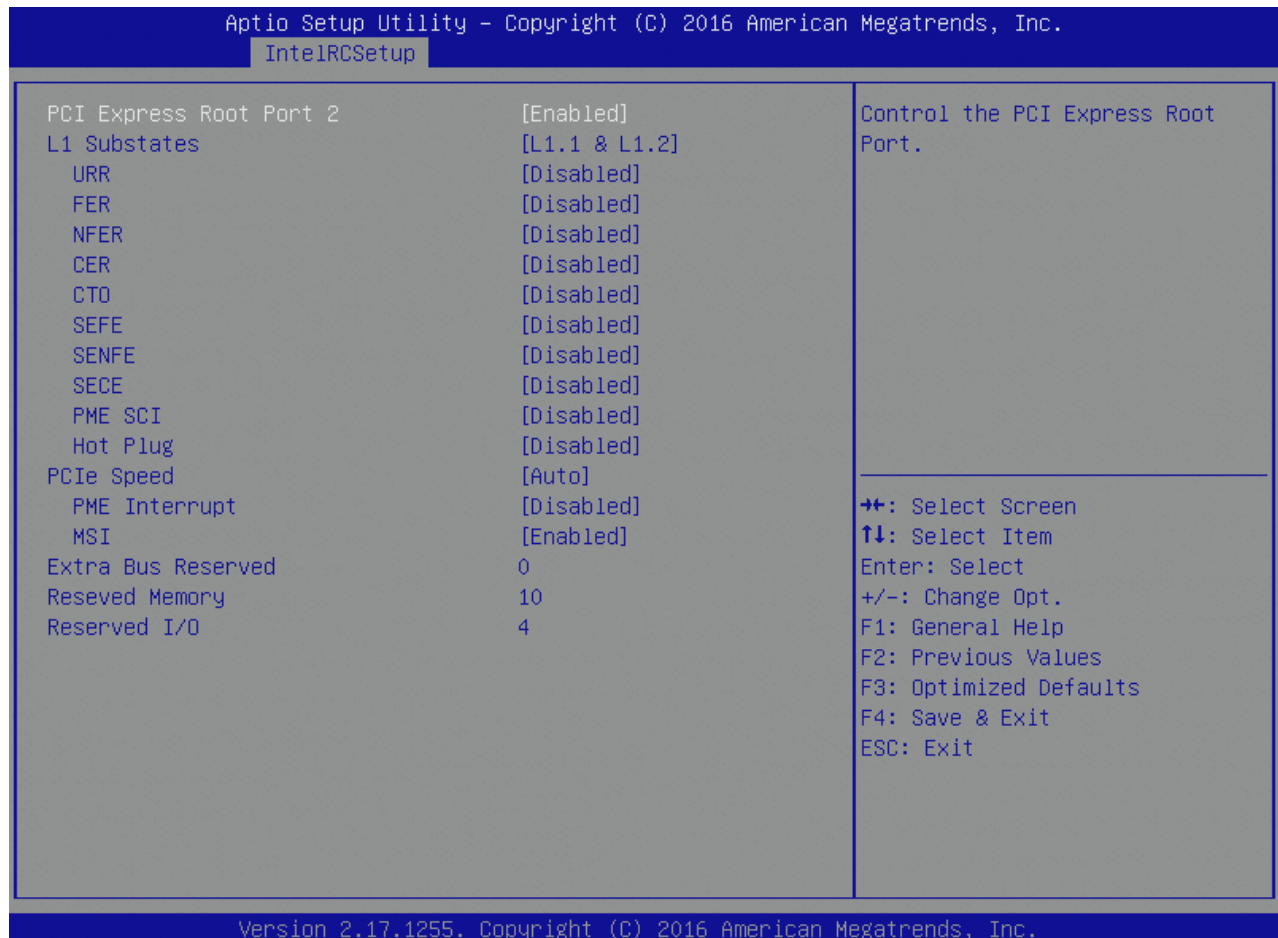 Aptio Setup Utility – Copyright (C) 2016 American Megatrends, Inc.
IntelRCSetup
PCI Express Root Port 2 [Enabled]
L1 Substates [L1.1 & L1.2]
URR [Disabled]
FER [Disabled]
NFER [Disabled]
CER [Disabled]
CTO [Disabled]
SEFE [Disabled]
SENFE [Disabled]
SECE [Disabled]
PME SCI [Disabled]
Hot Plug [Disabled]
PCIe Speed [Auto]
PME Interrupt [Disabled]
MSI [Enabled]
Extra Bus Reserved 0
Reseved Memory 10
Reserved I/O 4
Control the PCI Express Root
Port.
→←: Select Screen
↑↓: Select Item
Enter: Select
+/-: Change Opt.
F1: General Help
F2: Previous Values
F3: Optimized Defaults
F4: Save & Exit
ESC: Exit
Version 2.17.1255. Copyright (C) 2016 American Megatrends, Inc.